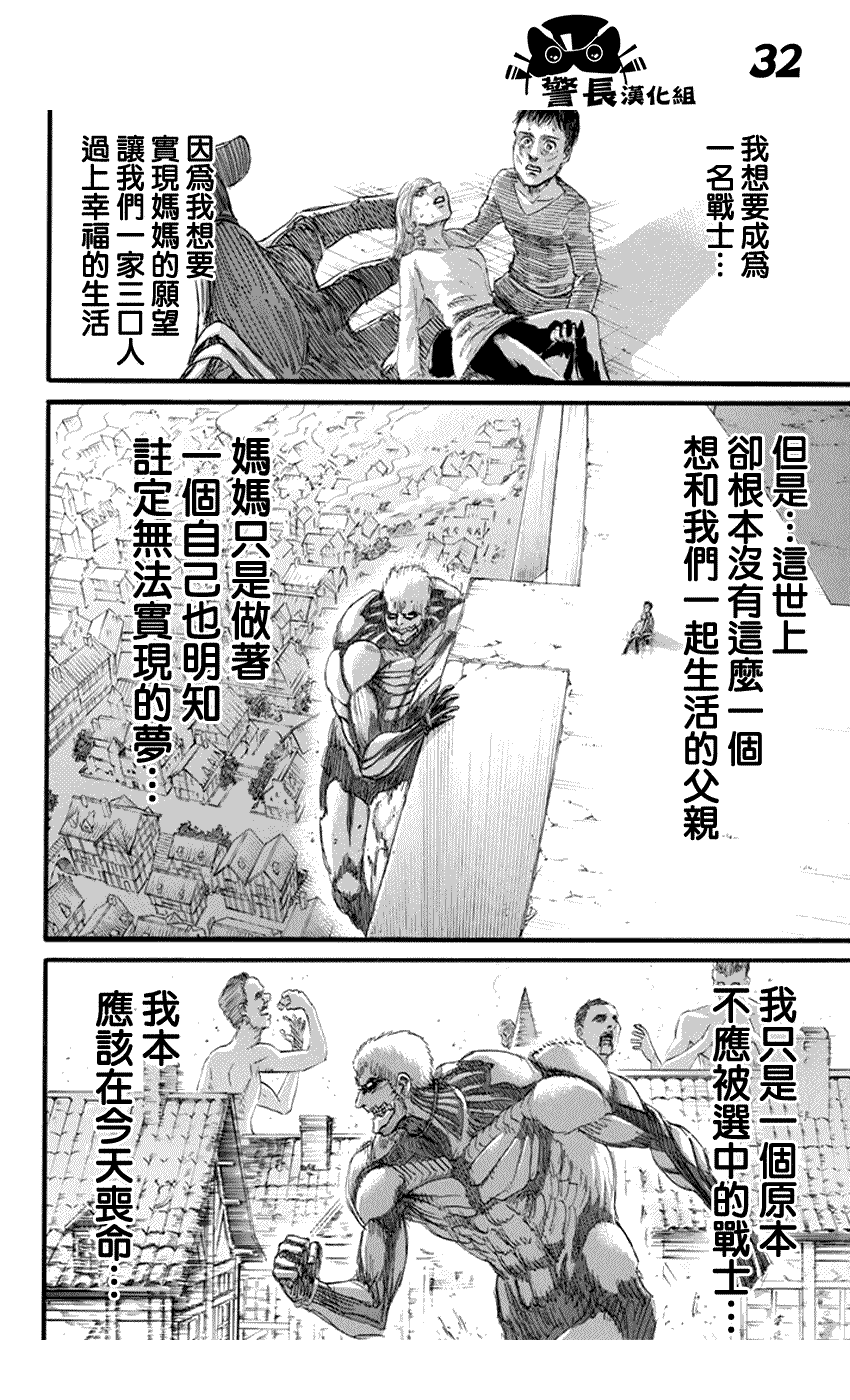 警長漢化組
32
我想要成為
一名戰士…
因為我想要
實現媽媽的願望
讓我們一家三口人
過上幸福的生活
但是…這世上
卻根本沒有這麼一個
想和我們一起生活的父親
媽媽只是做著
一個自己也明知
註定無法實現的夢…
我只是一個原本
不應被選中的戰士…
我本
應該在今天喪命…